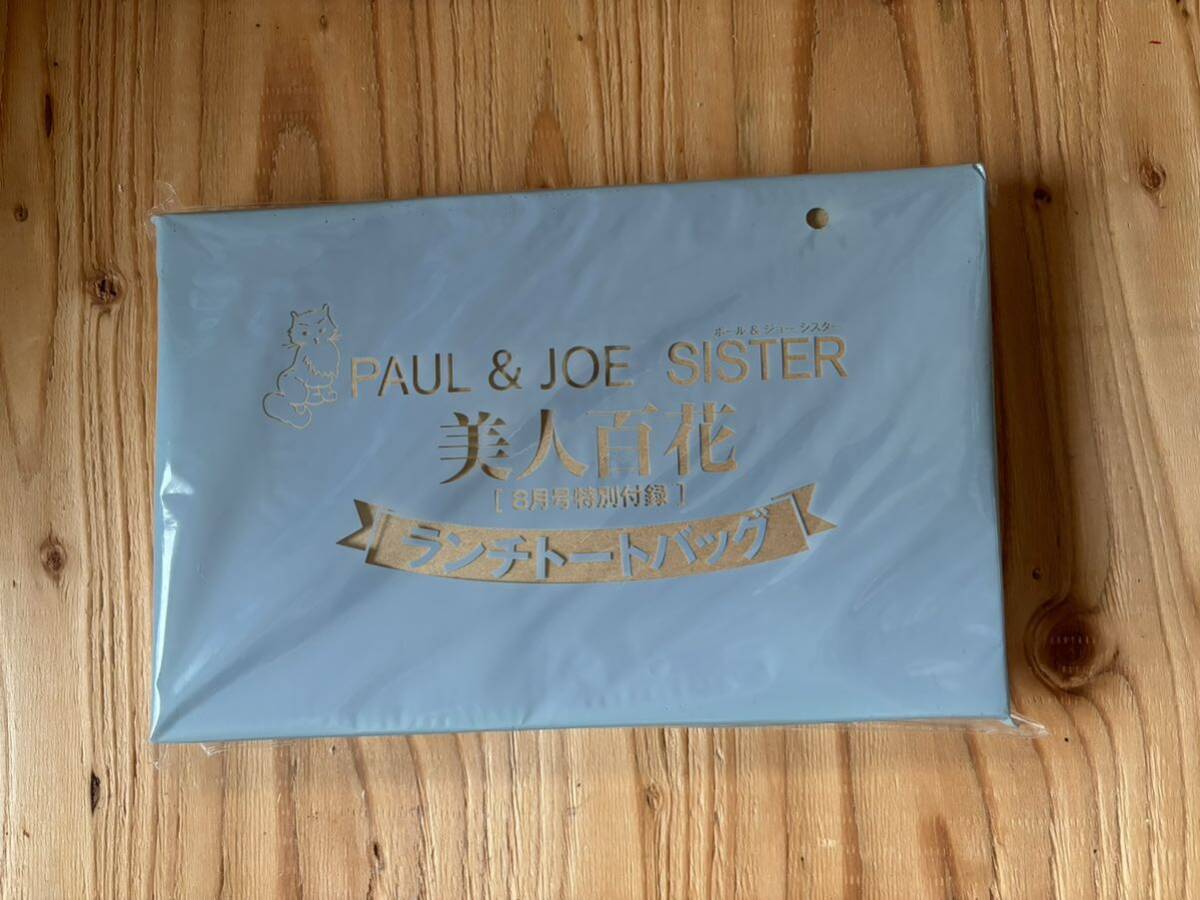 ポール & ジョー シスター
PAUL & JOE SISTER
美人百花
[ 8月号特別付録 ]
ランチトートバッグ